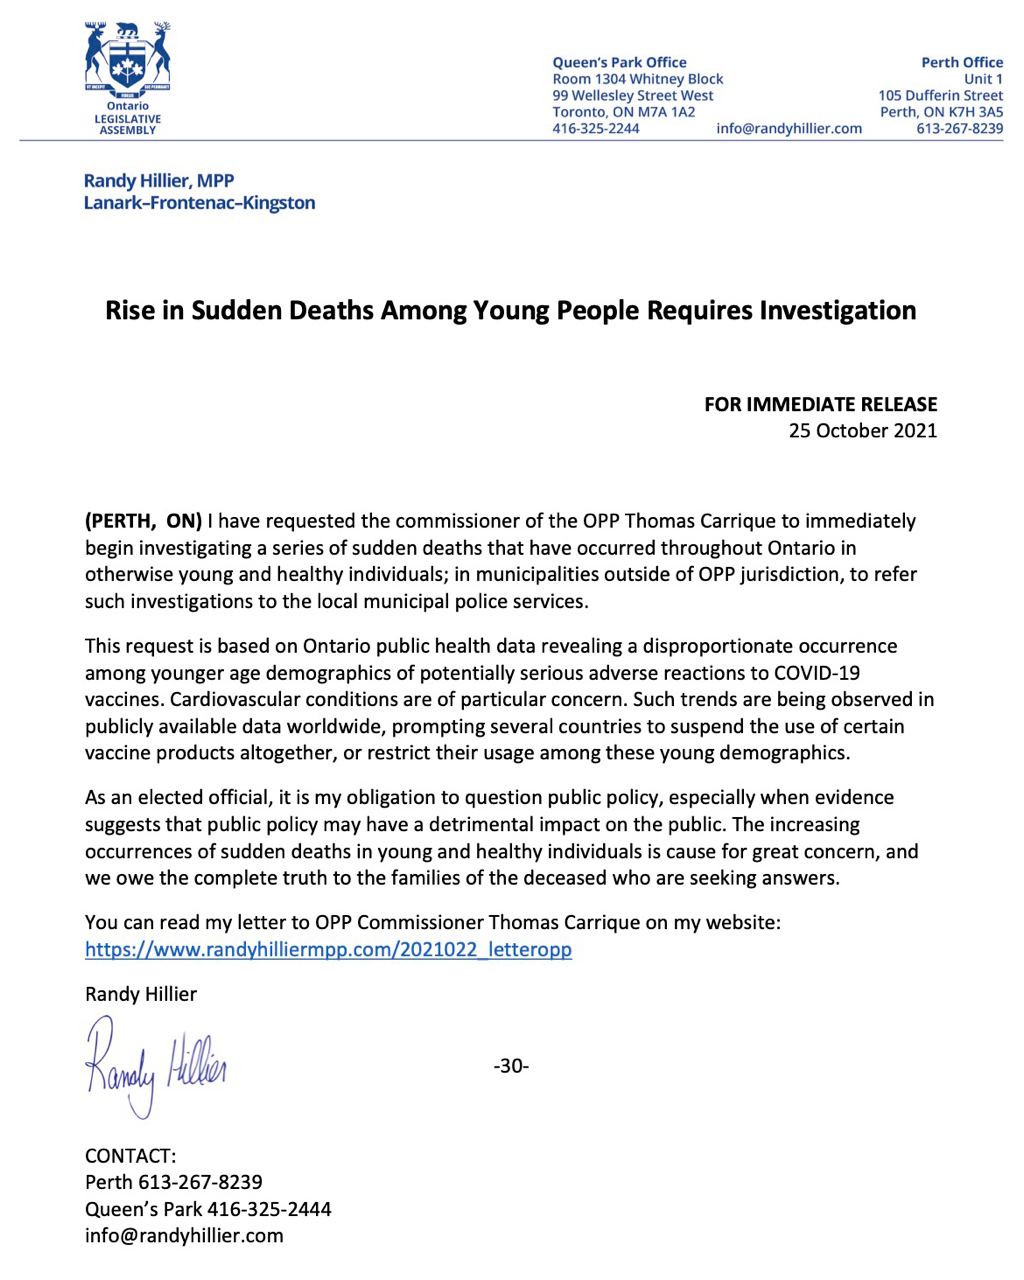 Ontario
LEGISLATIVE
ASSEMBLY
Queen's Park Office
Room 1304 Whitney Block
99 Wellesley Street West
Toronto, ON M7A 1A2
416-325-2244
info@randyhillier.com
Perth Office
Unit 1
105 Dufferin Street
Perth, ON K7H 3A5
613-267-8239
Randy Hillier, MPP
Lanark–Frontenac–Kingston
Rise in Sudden Deaths Among Young People Requires Investigation
FOR IMMEDIATE RELEASE
25 October 2021
(PERTH, ON) I have requested the commissioner of the OPP Thomas Carrique to immediately
begin investigating a series of sudden deaths that have occurred throughout Ontario in
otherwise young and healthy individuals; in municipalities outside of OPP jurisdiction, to refer
such investigations to the local municipal police services.
This request is based on Ontario public health data revealing a disproportionate occurrence
among younger age demographics of potentially serious adverse reactions to COVID-19
vaccines. Cardiovascular conditions are of particular concern. Such trends are being observed in
publicly available data worldwide, prompting several countries to suspend the use of certain
vaccine products altogether, or restrict their usage among these young demographics.
As an elected official, it is my obligation to question public policy, especially when evidence
suggests that public policy may have a detrimental impact on the public. The increasing
occurrences of sudden deaths in young and healthy individuals is cause for great concern, and
we owe the complete truth to the families of the deceased who are seeking answers.
You can read my letter to OPP Commissioner Thomas Carrique on my website:
https://www.randyhilliermpp.com/2021022_letteropp
Randy Hillier
Randy Hillier
-30-
CONTACT:
Perth 613-267-8239
Queen's Park 416-325-2444
info@randyhillier.com